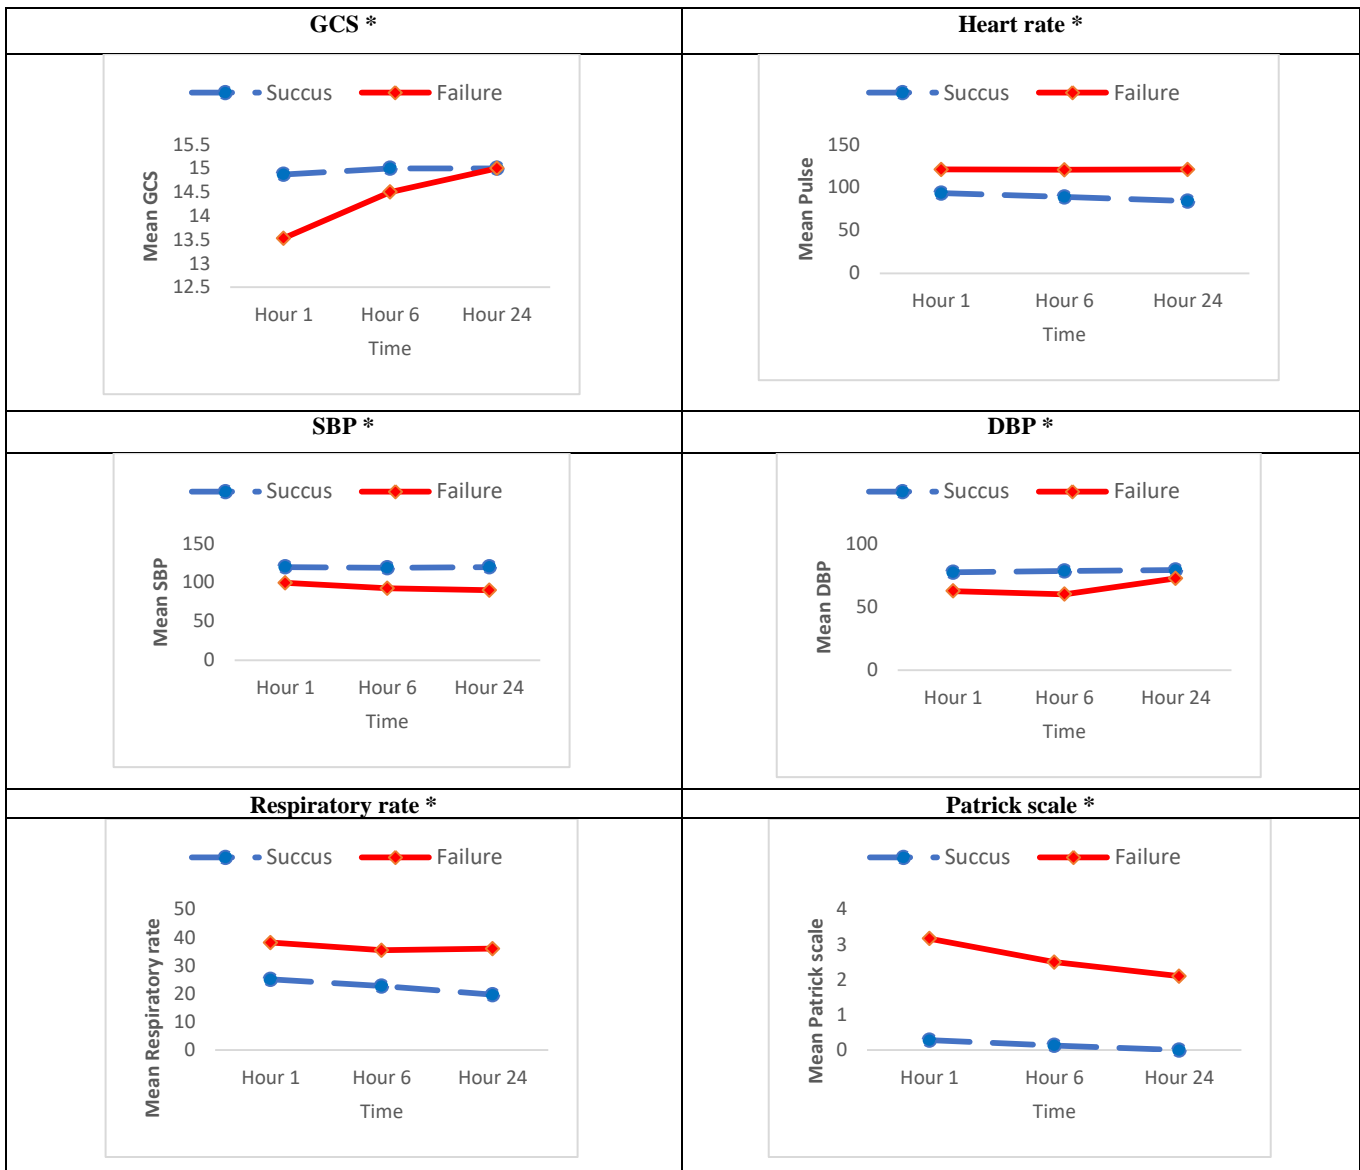 GCS *
Heart rate *
Succus Failure
15.5
15
14.5
14
13.5
13
12.5
Mean GCS
Hour 1 Hour 6 Hour 24
Time
Succus Failure
150
100
50
0
Mean Pulse
Hour 1 Hour 6 Hour 24
Time
SBP *
DBP *
Succus Failure
150
100
50
0
Mean SBP
Hour 1 Hour 6 Hour 24
Time
Succus Failure
100
50
0
Mean DBP
Hour 1 Hour 6 Hour 24
Time
Respiratory rate *
Patrick scale *
Succus Failure
50
40
30
20
10
0
Mean Respiratory rate
Hour 1 Hour 6 Hour 24
Time
Succus Failure
4
3
2
1
0
Mean Patrick scale
Hour 1 Hour 6 Hour 24
Time